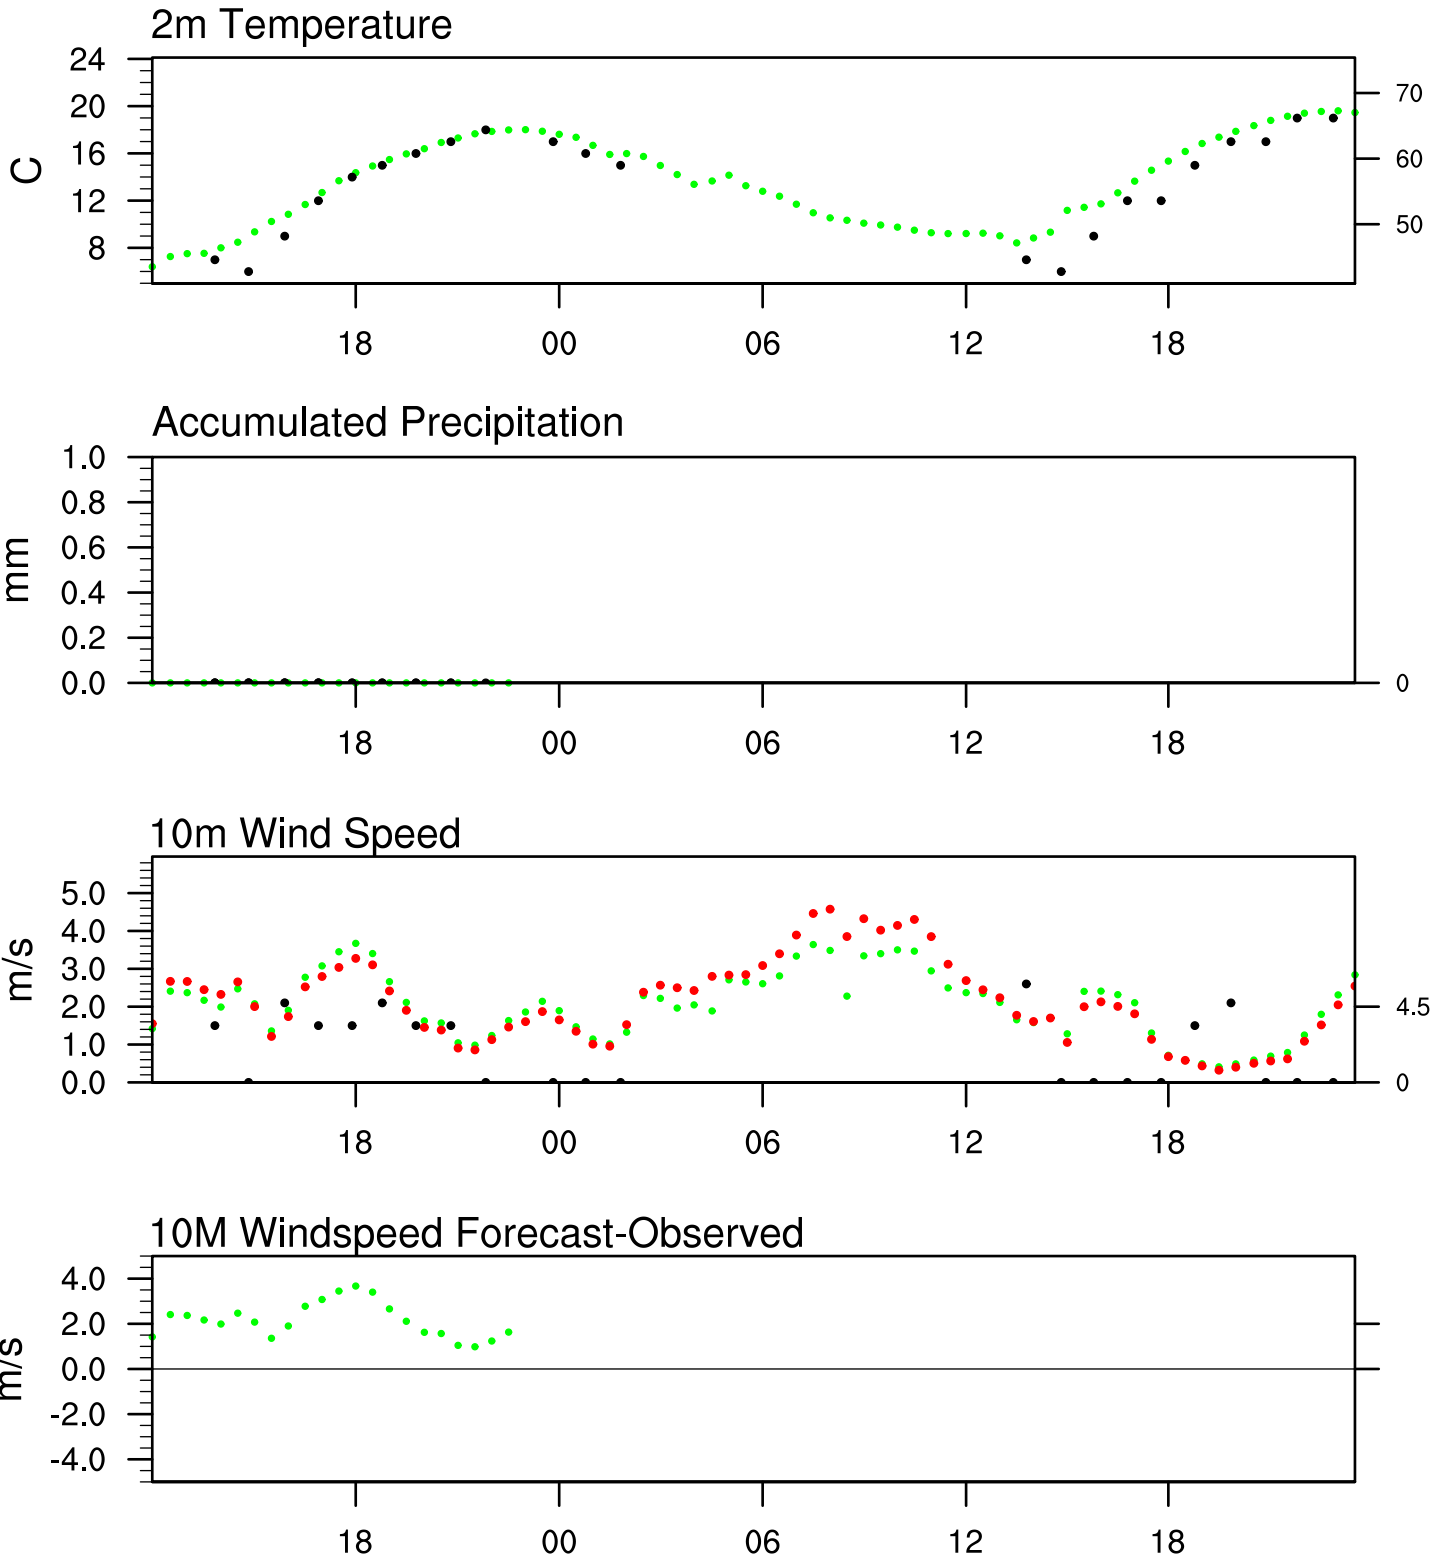 2m Temperature
24
20
16
12
8
C
70
60
50
18 00 06 12 18
Accumulated Precipitation
1.0
0.8
0.6
0.4
0.2
0.0
mm
0
18 00 06 12 18
10m Wind Speed
5.0
4.0
3.0
2.0
1.0
0.0
m/s
4.5
0
18 00 06 12 18
10M Windspeed Forecast-Observed
4.0
2.0
0.0
-2.0
-4.0
m/s
18 00 06 12 18